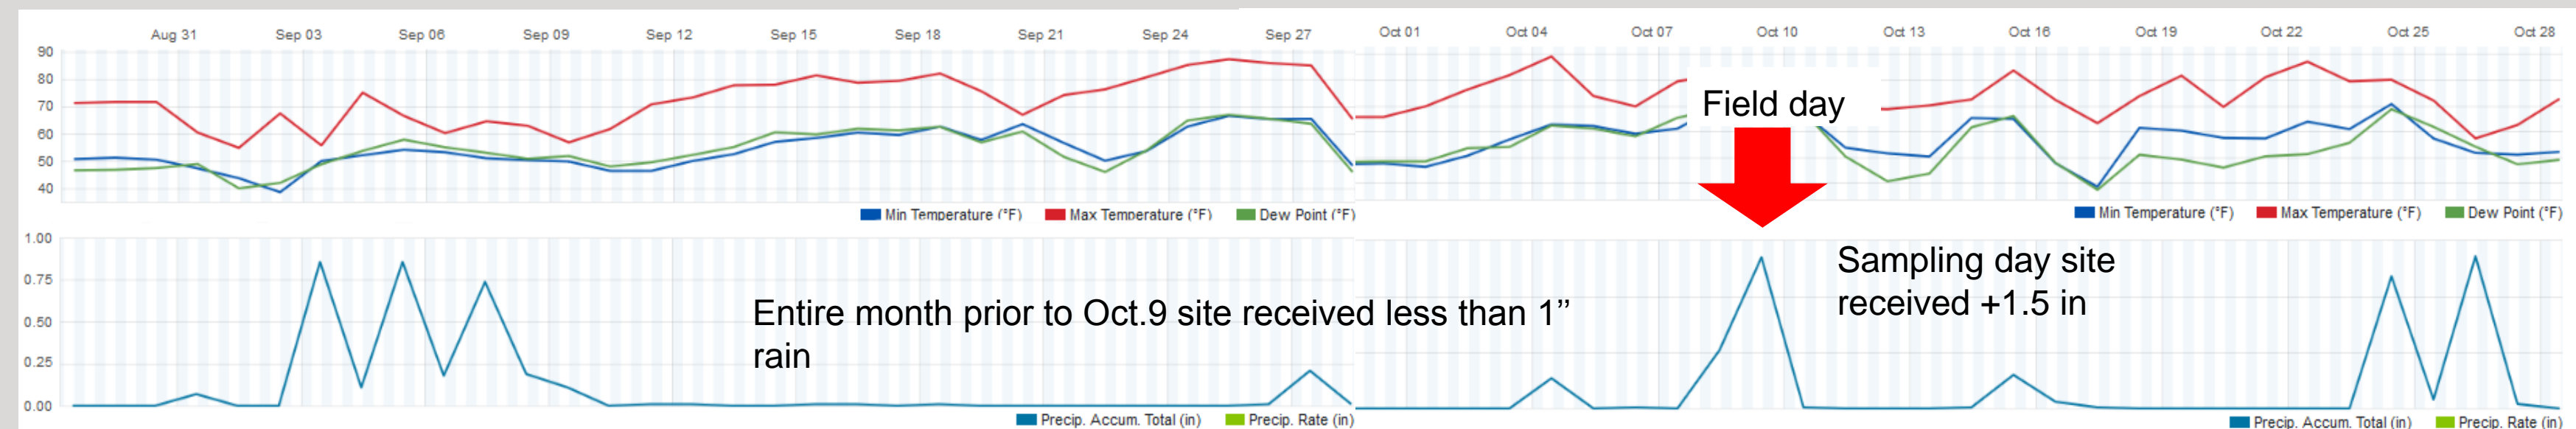 Aug 31 Sep 03 Sep 06 Sep 09 Sep 12 Sep 15 Sep 18 Sep 21 Sep 24 Sep 27 Oct 01 Oct 04 Oct 07 Oct 10 Oct 13 Oct 16 Oct 19 Oct 22 Oct 25 Oct 28
90
80
70
60
50
40
Field day
Min Temperature (°F) Max Temperature (°F) Dew Point (°F) Min Temperature (°F) Max Temperature (°F) Dew Point (°F)
1.00
0.75
0.50
0.25
0.00
Entire month prior to Oct.9 site received less than 1’’
rain
Sampling day site
received +1.5 in
Precip. Accum. Total (in) Precip. Rate (in) Precip. Accum. Total (in) Precip. Rate (in)